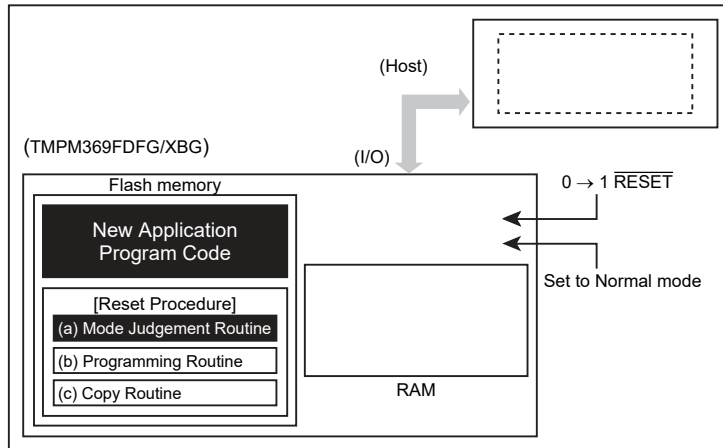 (Host)
(TMPM369FDFG/XBG)
(I/O)
Flash memory
0 → 1 RESET
New Application
Program Code
Set to Normal mode
[Reset Procedure]
(a) Mode Judgement Routine
(b) Programming Routine
(c) Copy Routine
RAM